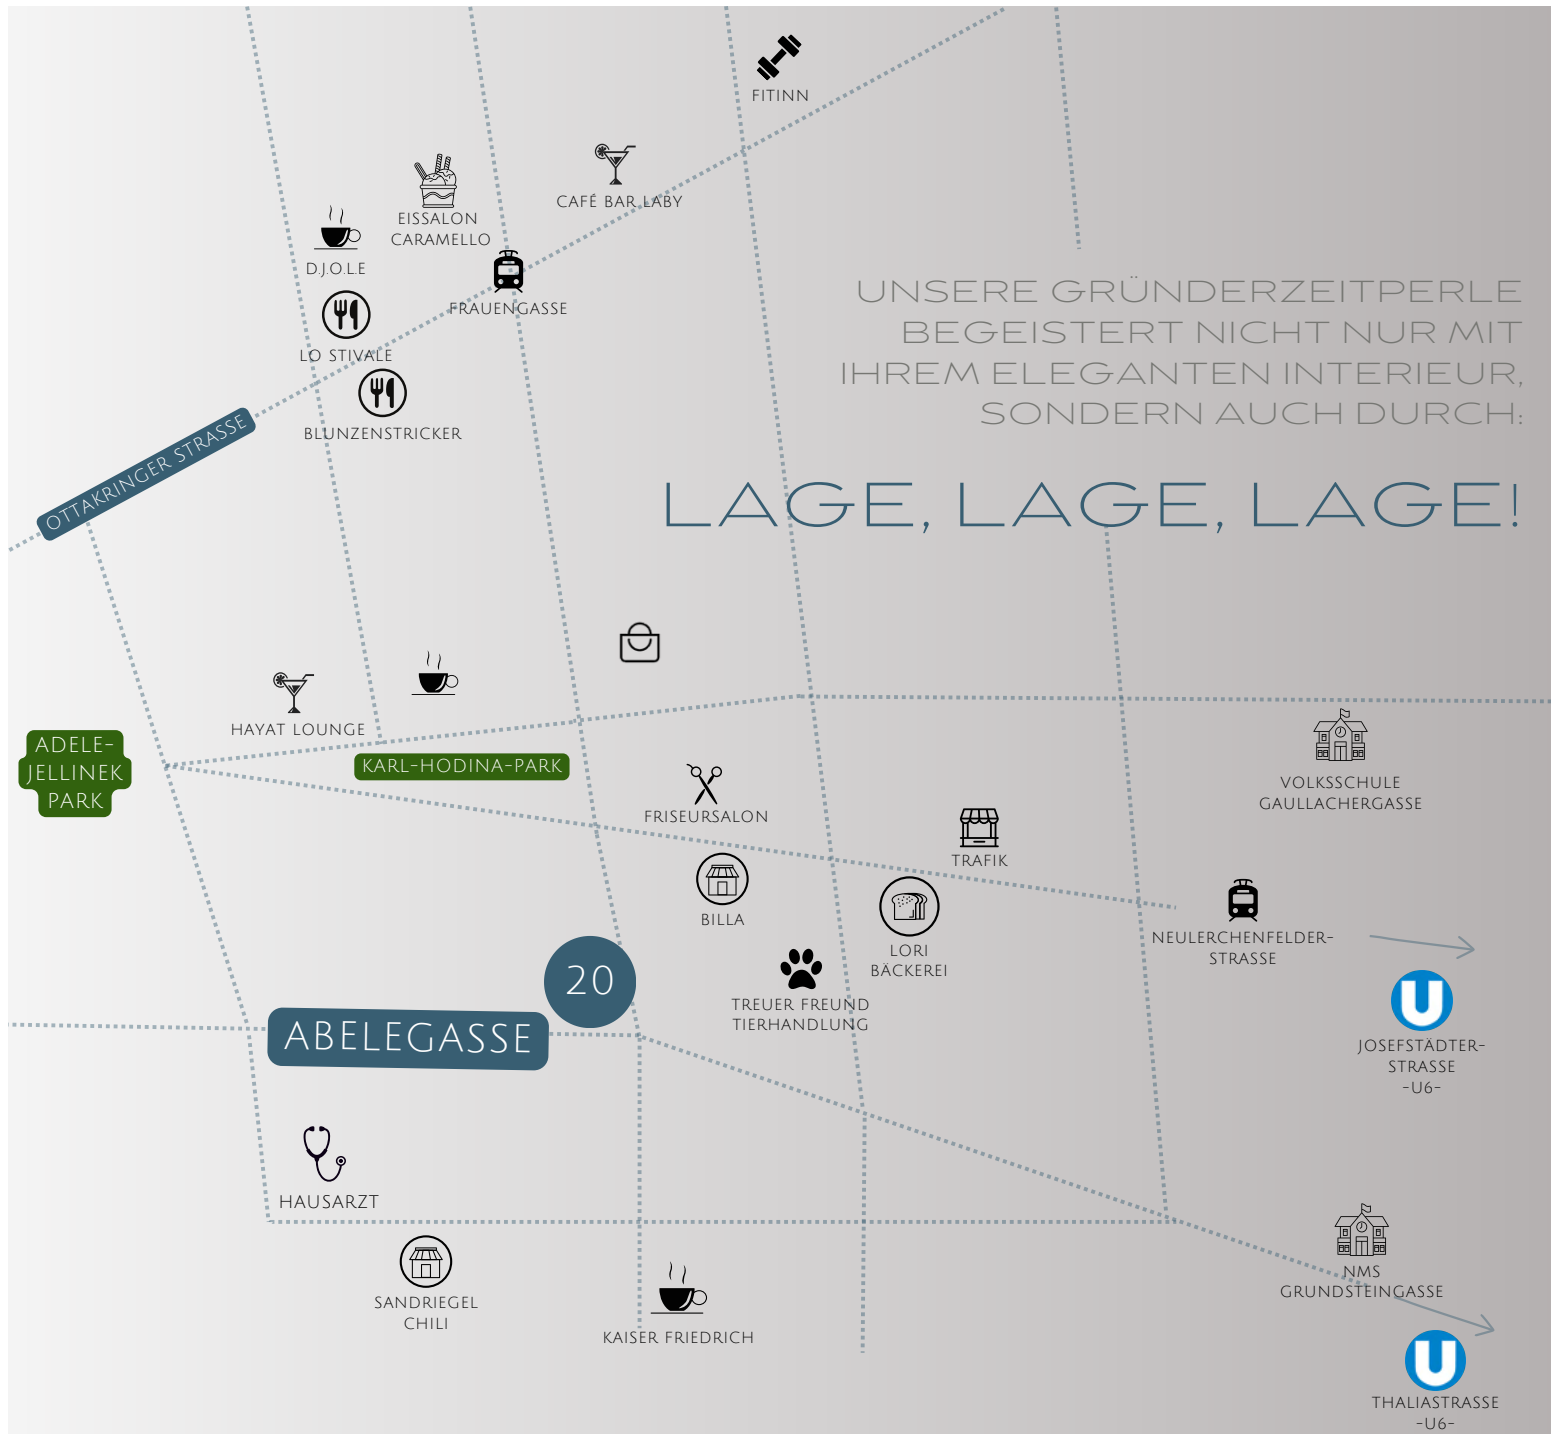 FITINN
CAFÉ BAR LABY
EISSALON
CARAMELLO
D.J.O.L.E
FRAUENGASSE
LO STIVALE
BLUNZENSTRICKER
OTTAKRINGER STRASSE
UNSERE GRÜNDERZEITPERLE
BEGEISTERT NICHT NUR MIT
IHREM ELEGANTEN INTERIEUR,
SONDERN AUCH DURCH:
LAGE, LAGE, LAGE!
HAYAT LOUNGE
ADELE-
JELLINEK
PARK
KARL-HODINA-PARK
FRISEURSALON
VOLKSSCHULE
GAULLACHERGASSE
TRAFIK
BILLA
LORI
BÄCKEREI
NEULERCHENFELDER-
STRASSE
TREUER FREUND
TIERHANDLUNG
20
ABELEGASSE
U
JOSEFSTÄDTER-
STRASSE
-U6-
HAUSARZT
SANDRIEGEL
CHILI
KAISER FRIEDRICH
NMS
GRUNDSTEINGASSE
U
THALIASTRASSE
-U6-